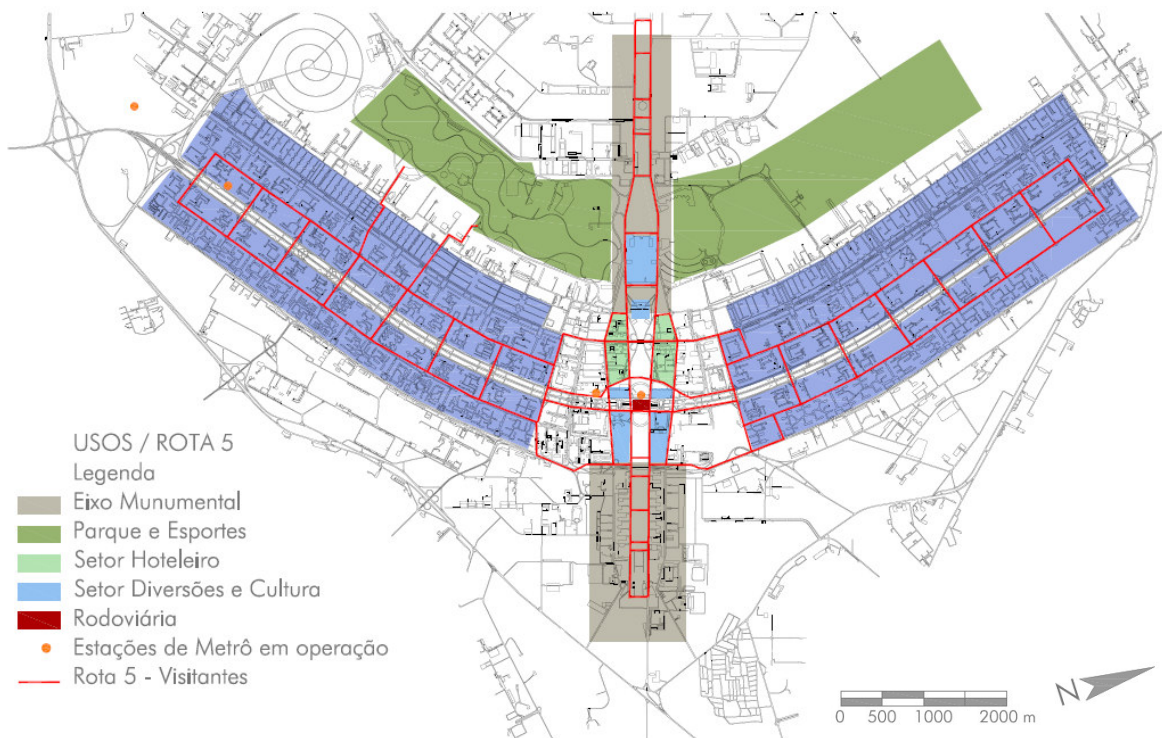 USOS / ROTA 5
Legenda
Eixo Munumental
Parque e Esportes
Setor Hoteleiro
Setor Diversões e Cultura
Rodoviária
Estações de Metrô em operação
Rota 5 - Visitantes
0 500 1000 2000 m
N